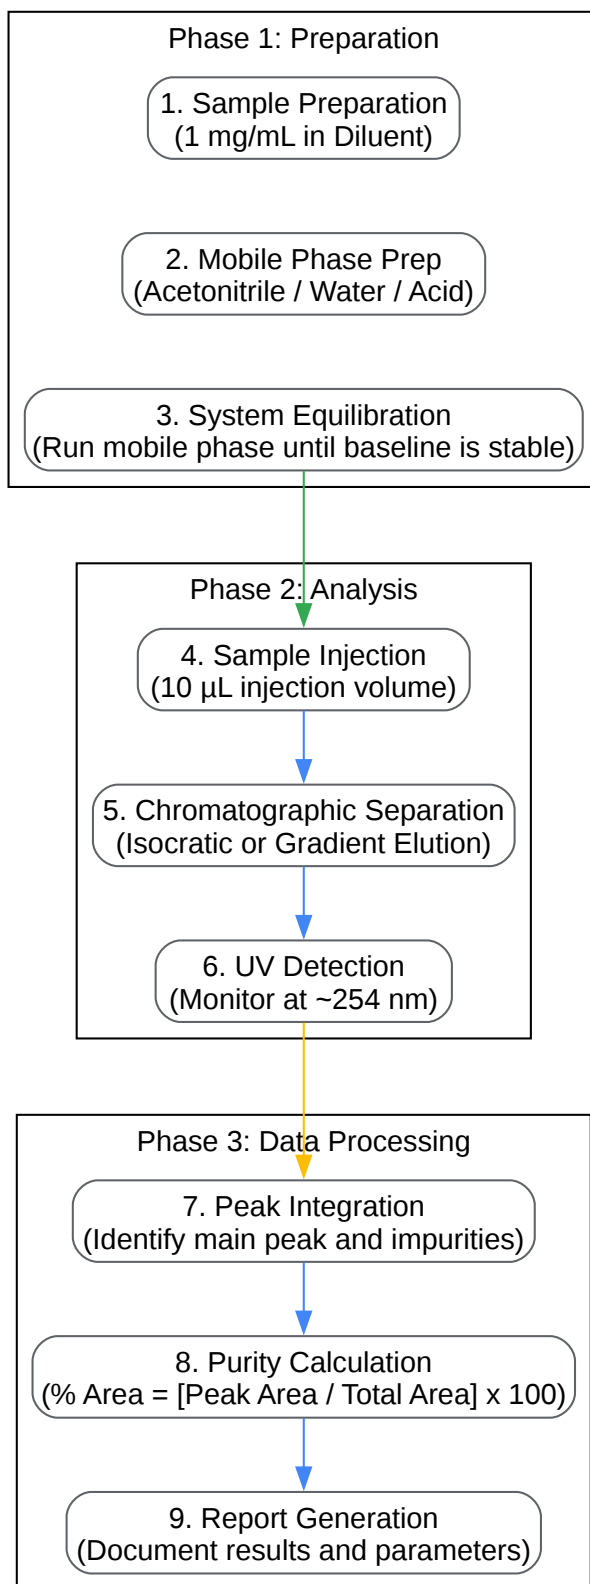 Phase 1: Preparation
1. Sample Preparation
(1 mg/mL in Diluent)
2. Mobile Phase Prep
(Acetonitrile / Water / Acid)
3. System Equilibration
(Run mobile phase until baseline is stable)
Phase 2: Analysis
4. Sample Injection
(10 µL injection volume)
5. Chromatographic Separation
(Isocratic or Gradient Elution)
6. UV Detection
(Monitor at ~254 nm)
Phase 3: Data Processing
7. Peak Integration
(Identify main peak and impurities)
8. Purity Calculation
(% Area = [Peak Area / Total Area] x 100)
9. Report Generation
(Document results and parameters)